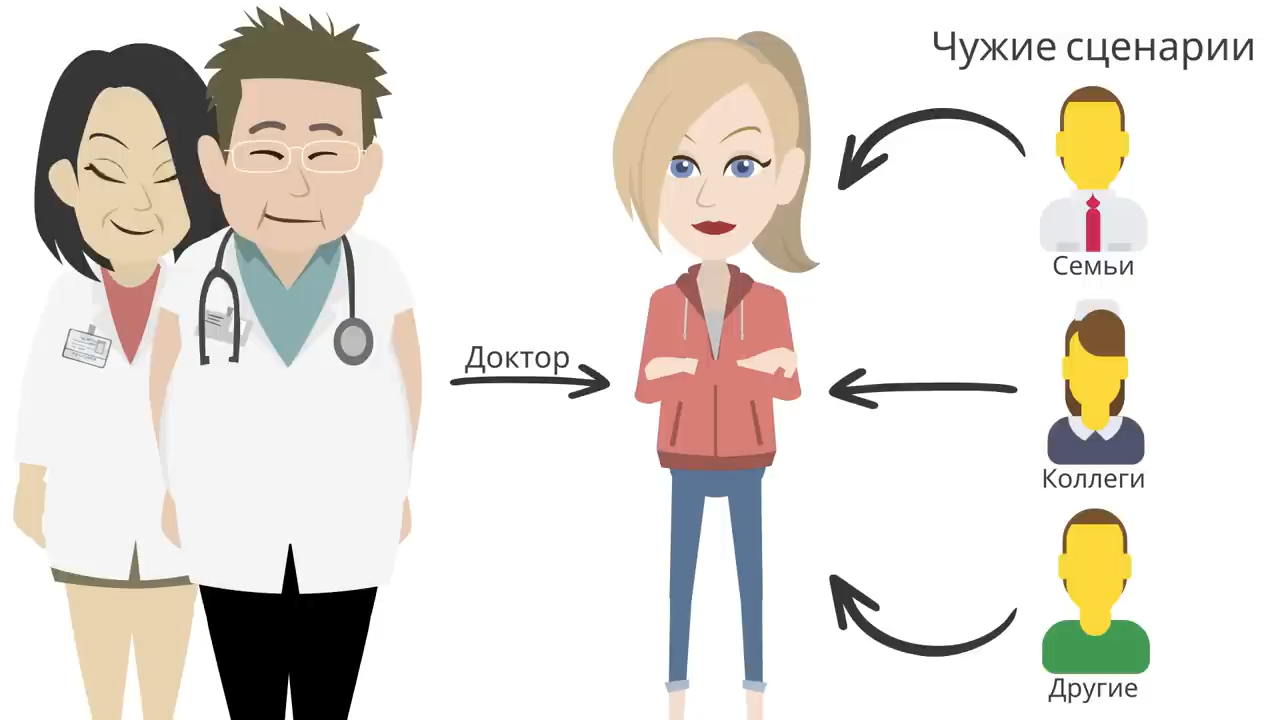 Чужие сценарии
Семьи
Доктор
Коллеги
Другие